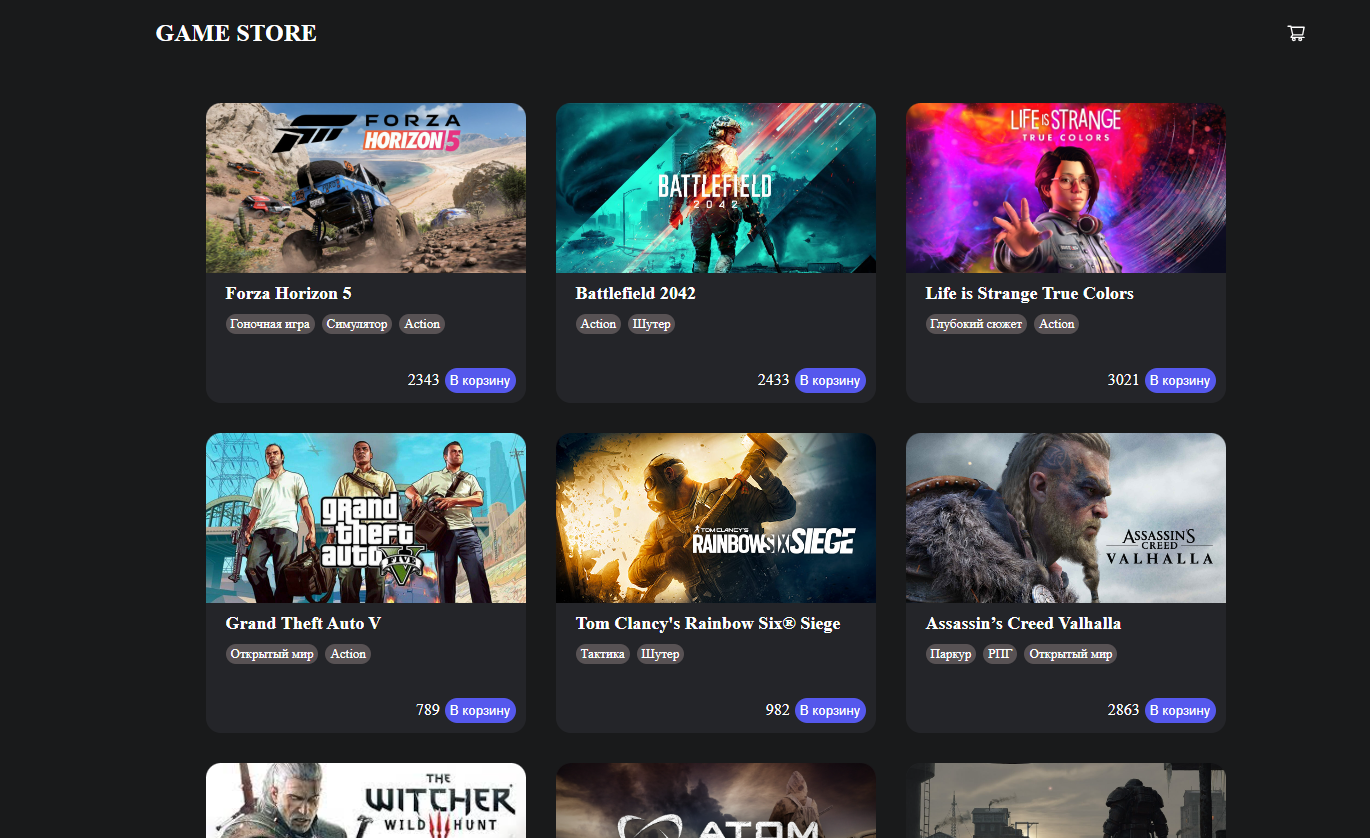 GAME STORE
FORZA
HORIZON 5
BATTLEFIELD
2042
LIFE IS STRANGE
TRUE COLORS
Forza Horizon 5
Battlefield 2042
Life is Strange True Colors
Гоночная игра Симулятор Action
Action Шутер
Глубокий сюжет Action
2343 В корзину
2433 В корзину
3021 В корзину
grand
theft
auto V
FIVE
TOM CLANCY'S
RAINBOWSIX SIEGE
ASSASSIN'S
CREED
VALHALLA
Grand Theft Auto V
Tom Clancy's Rainbow Six® Siege
Assassin’s Creed Valhalla
Открытый мир Action
Тактика Шутер
Паркур РПГ Открытый мир
789 В корзину
982 В корзину
2863 В корзину
THE
WITCHER
WILD HUNT
ATOM